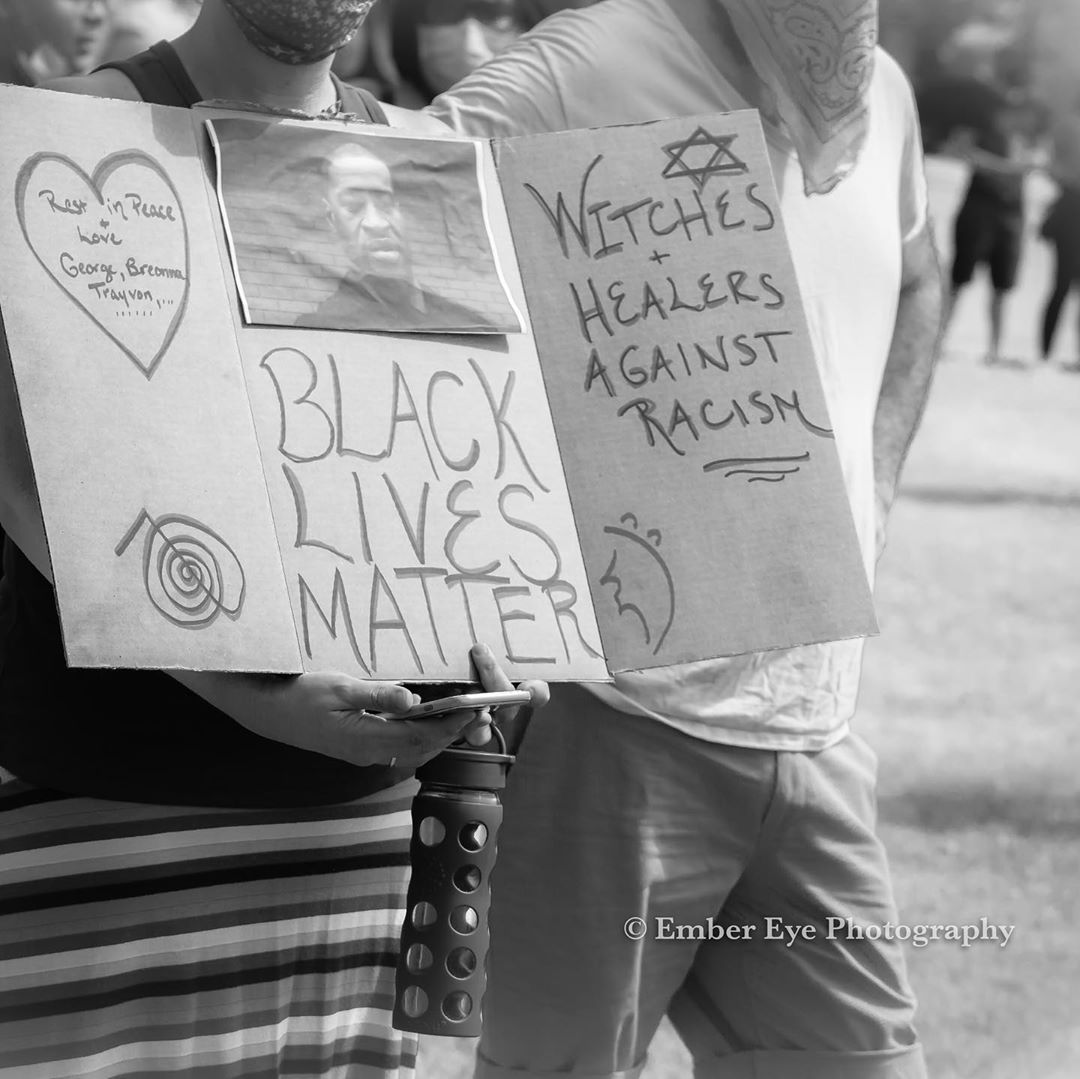 Rest in Peace
+
Love
George, Breonna
Trayvon,...
BLACK
LIVES
MATTER
WITCHES
+
HEALERS
AGAINST
RACISM
© Ember Eye Photography